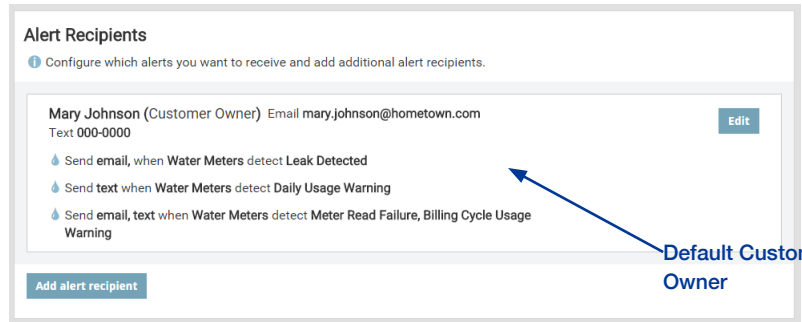 Alert Recipients
Configure which alerts you want to receive and add additional alert recipients.
Mary Johnson (Customer Owner) Email mary.johnson@hometown.com
Text 000-0000
Edit
Send email, when Water Meters detect Leak Detected
Send text when Water Meters detect Daily Usage Warning
Send email, text when Water Meters detect Meter Read Failure, Billing Cycle Usage
Warning
Default
Owner
Add alert recipient